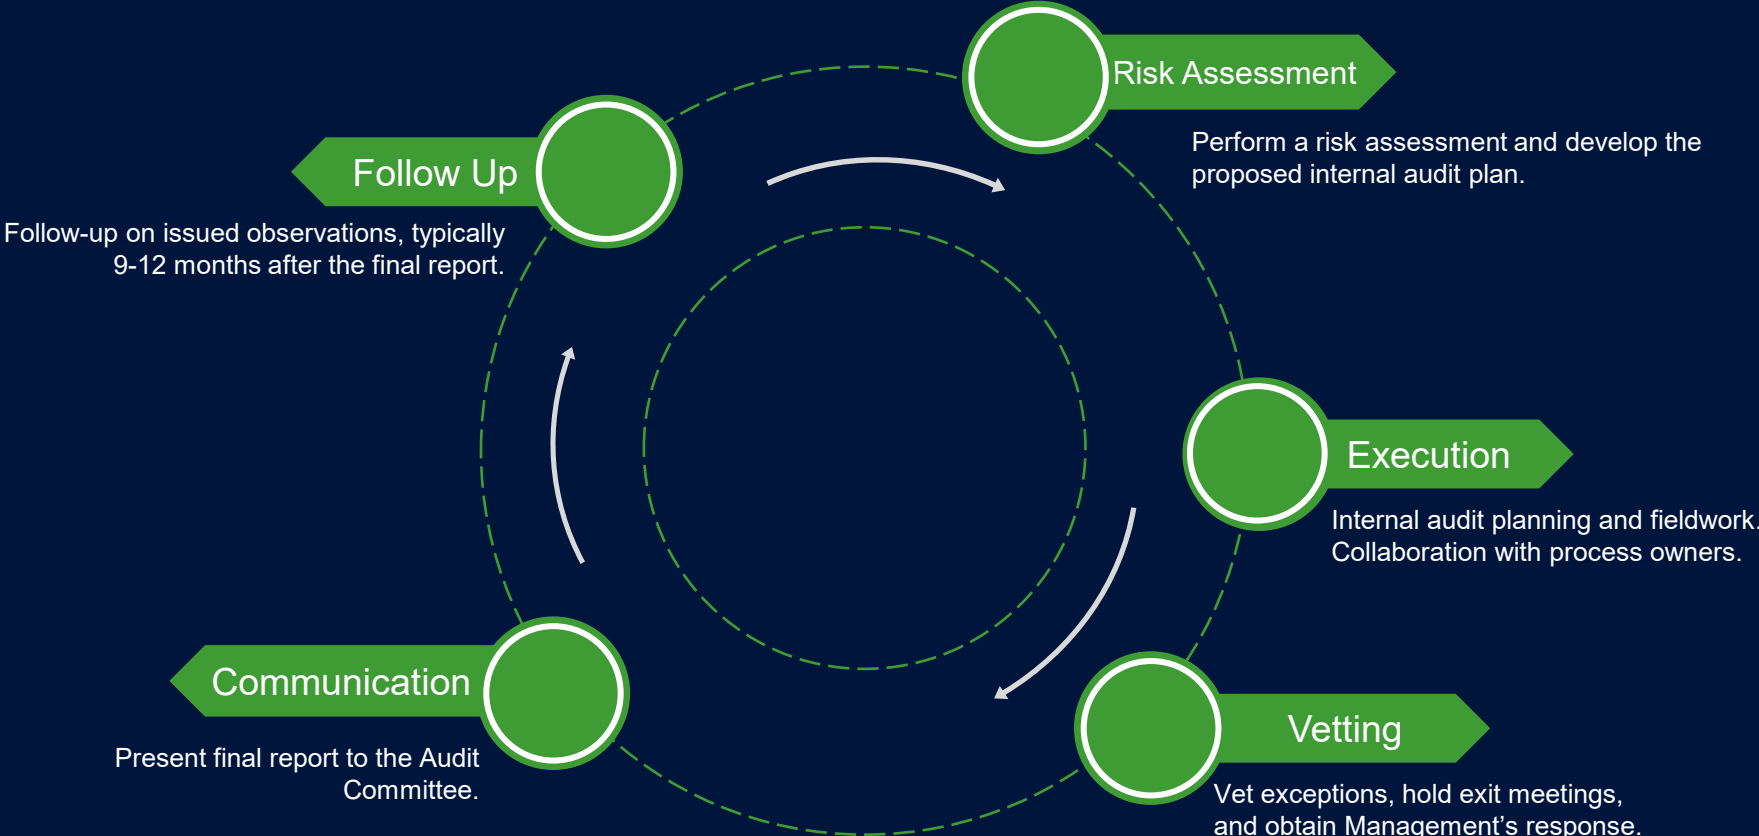 Risk Assessment
Perform a risk assessment and develop the
proposed internal audit plan.
Execution
Internal audit planning and fieldwork.
Collaboration with process owners.
Vetting
Vet exceptions, hold exit meetings,
and obtain Management’s response.
Communication
Present final report to the Audit
Committee.
Follow Up
Follow-up on issued observations, typically
9-12 months after the final report.